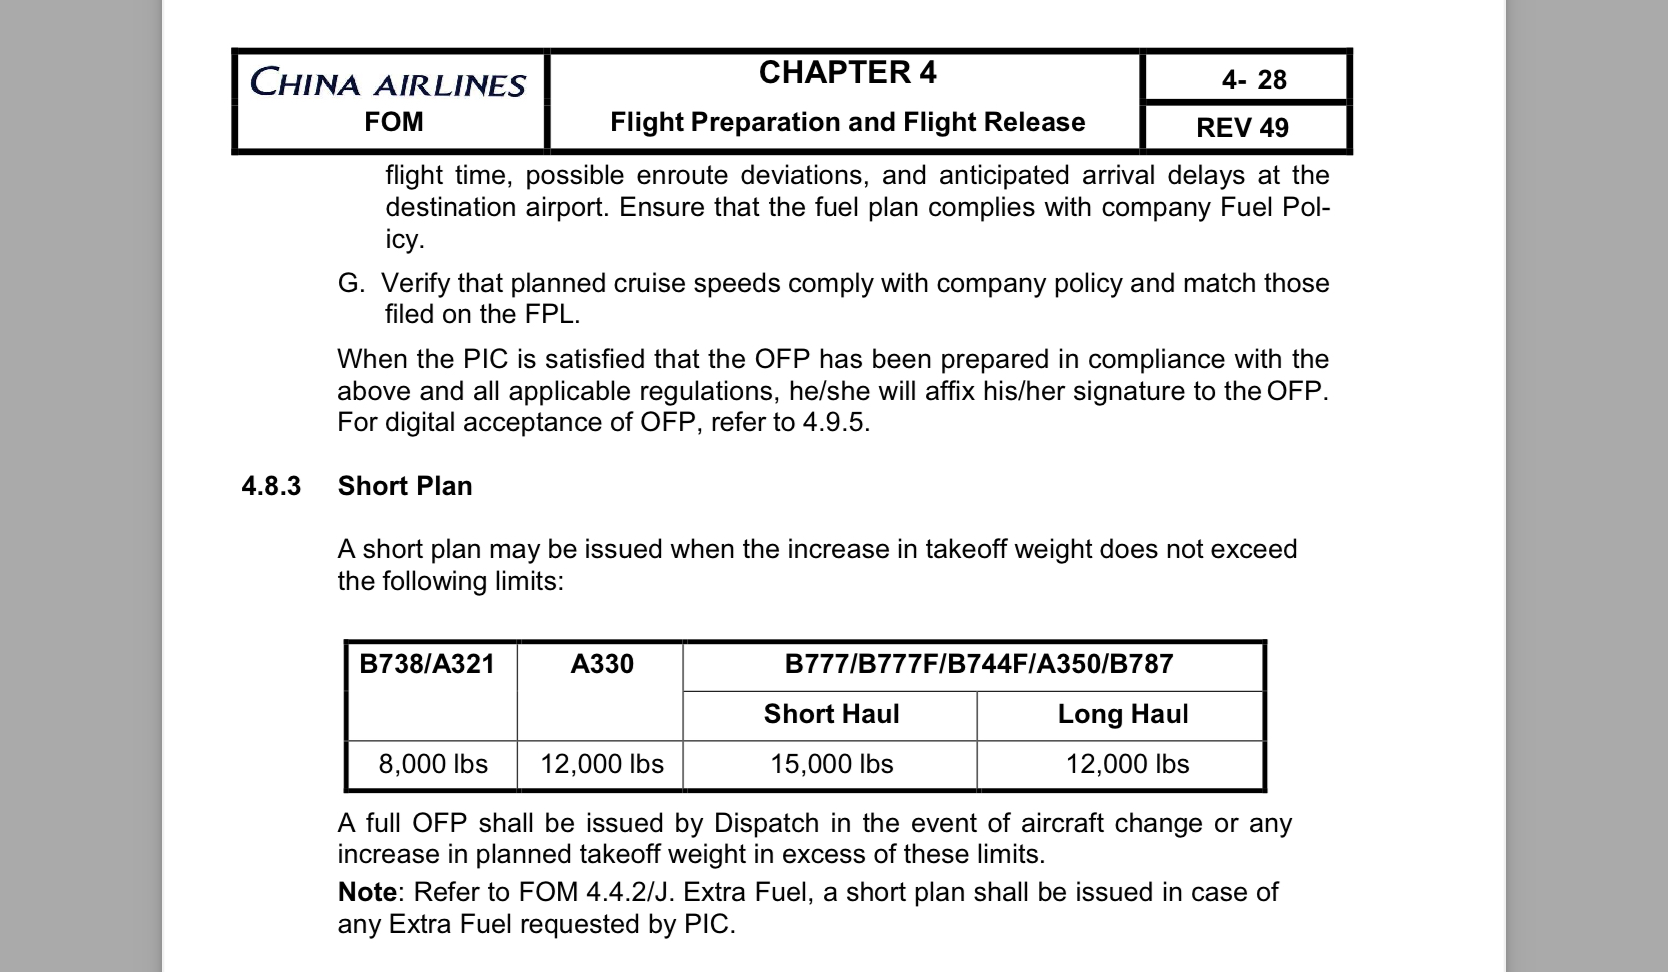 CHINA AIRLINES
FOM
CHAPTER 4
Flight Preparation and Flight Release
4- 28
REV 49
flight time, possible enroute deviations, and anticipated arrival delays at the
destination airport. Ensure that the fuel plan complies with company Fuel Pol-
icy.
G. Verify that planned cruise speeds comply with company policy and match those
filed on the FPL.
When the PIC is satisfied that the OFP has been prepared in compliance with the
above and all applicable regulations, he/she will affix his/her signature to the OFP.
For digital acceptance of OFP, refer to 4.9.5.
4.8.3 Short Plan
A short plan may be issued when the increase in takeoff weight does not exceed
the following limits:
B738/A321 A330 B777/B777F/B744F/A350/B787
Short Haul Long Haul
8,000 lbs 12,000 lbs 15,000 lbs 12,000 lbs
A full OFP shall be issued by Dispatch in the event of aircraft change or any
increase in planned takeoff weight in excess of these limits.
Note: Refer to FOM 4.4.2/J. Extra Fuel, a short plan shall be issued in case of
any Extra Fuel requested by PIC.